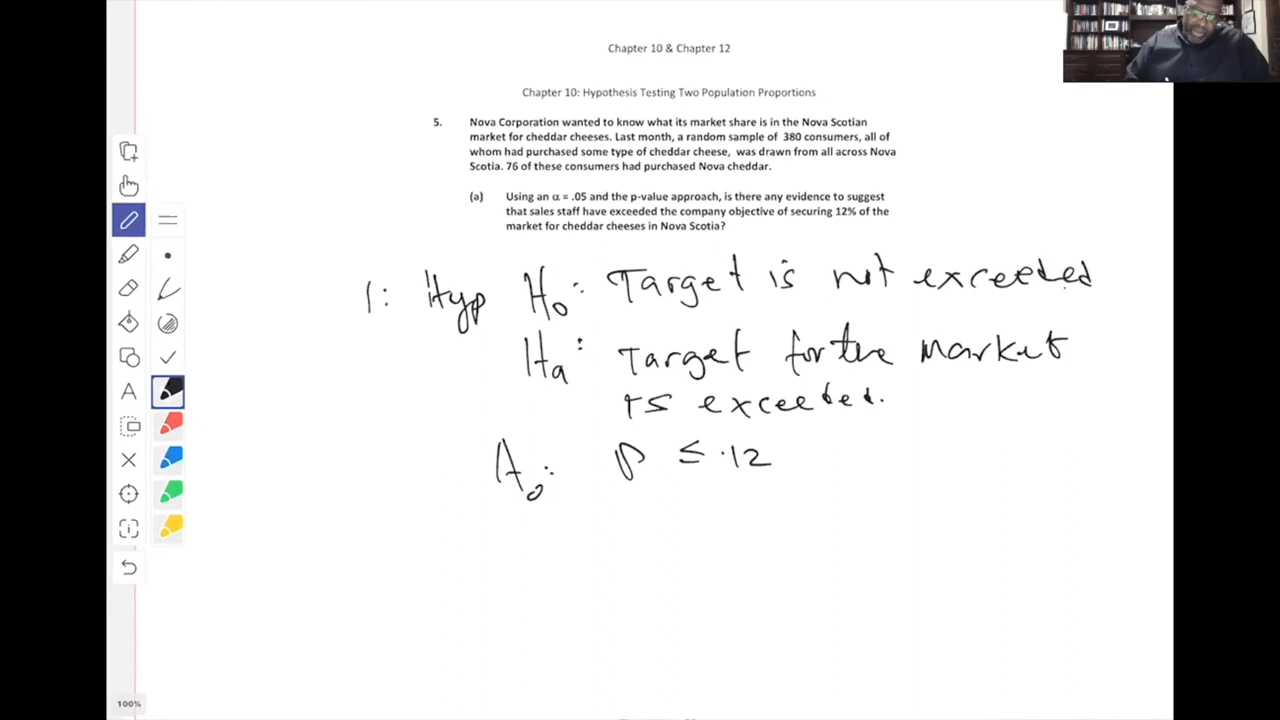 Chapter 10 & Chapter 12
Chapter 10: Hypothesis Testing Two Population Proportions
5. Nova Corporation wanted to know what its market share is in the Nova Scotian
market for cheddar cheeses. Last month, a random sample of 380 consumers, all of
whom had purchased some type of cheddar cheese, was drawn from all across Nova
Scotia. 76 of these consumers had purchased Nova cheddar.
(a) Using an α = .05 and the p-value approach, is there any evidence to suggest
that sales staff have exceeded the company objective of securing 12% of the
market for cheddar cheeses in Nova Scotia?
1: Hyp H₀: Target is not exceeded
Hₐ: Target for the market
is exceeded.
H₀: p ≤ .12
A
100%